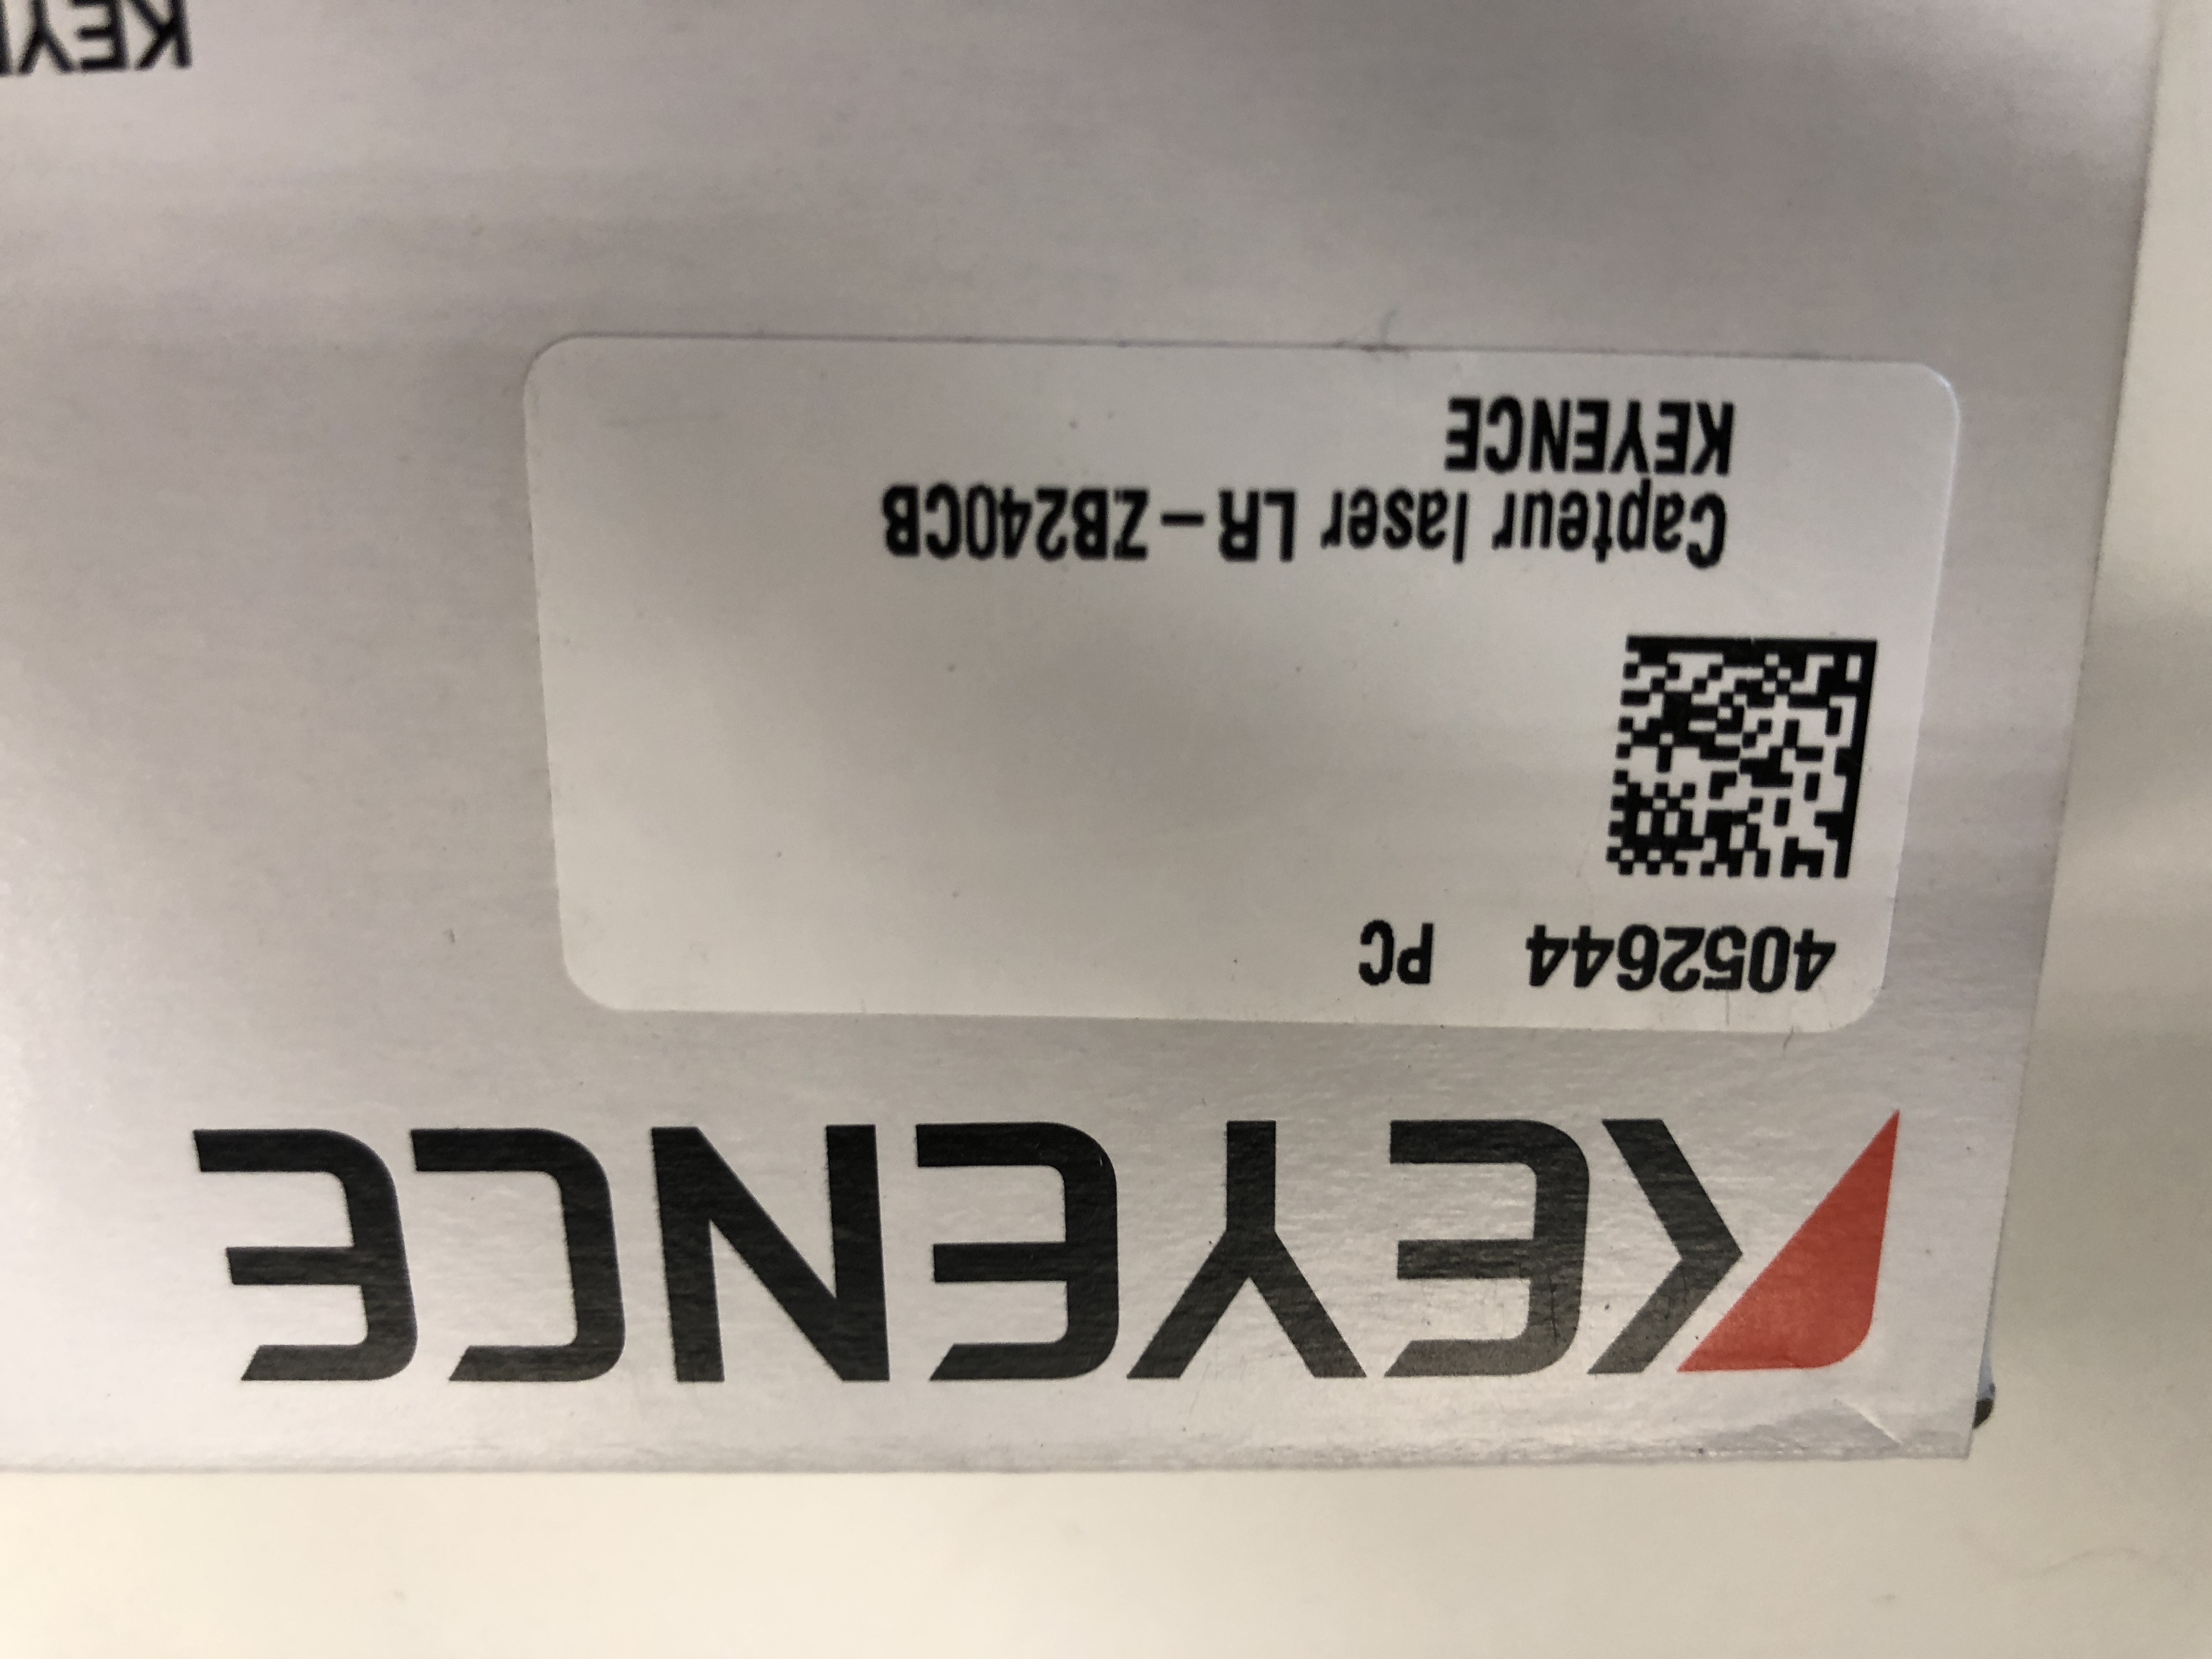 KEYENCE
4052644 PC
Capteur laser LR-ZB240CB
KEYENCE